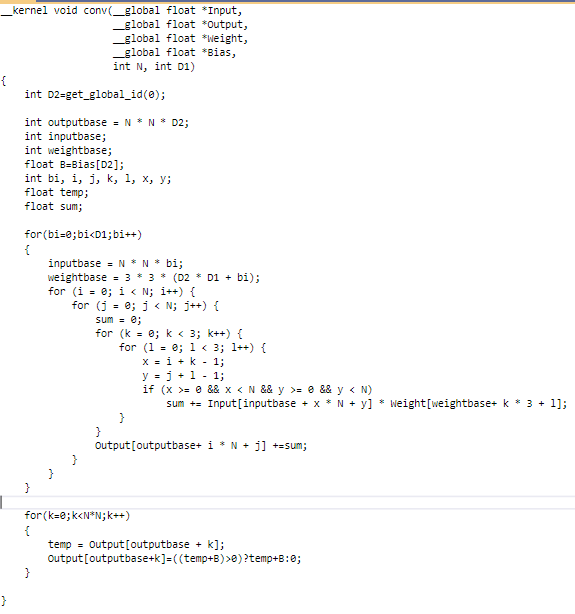 __kernel void conv(__global float *Input,
                   __global float *Output,
                   __global float *Weight,
                   __global float *Bias,
                   int N, int D1)
{
    int D2=get_global_id(0);

    int outputbase = N * N * D2;
    int inputbase;
    int weightbase;
    float B=Bias[D2];
    int bi, i, j, k, l, x, y;
    float temp;
    float sum;

    for(bi=0;bi<D1;bi++)
    {
        inputbase = N * N * bi;
        weightbase = 3 * 3 * (D2 * D1 + bi);
        for (i = 0; i < N; i++) {
            for (j = 0; j < N; j++) {
                sum = 0;
                for (k = 0; k < 3; k++) {
                    for (l = 0; l < 3; l++) {
                        x = i + k - 1;
                        y = j + l - 1;
                        if (x >= 0 && x < N && y >= 0 && y < N)
                            sum += Input[inputbase + x * N + y] * Weight[weightbase+ k * 3 + l];
                    }
                }
                Output[outputbase+ i * N + j] +=sum;
            }
        }
    }

    for(k=0;k<N*N;k++)
    {
        temp = Output[outputbase + k];
        Output[outputbase+k]=((temp+B)>0)?temp+B:0;
    }

}